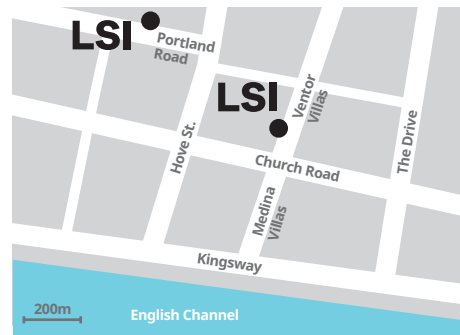 LSI
Portland
Road
LSI
Ventor
Villas
The Drive
Hove St.
Church Road
Medina
Villas
Kingsway
200m
English Channel